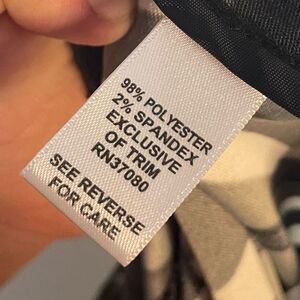 98% POLYESTER
2% SPANDEX
EXCLUSIVE
OF TRIM
RN37080
SEE REVERSE
FOR CARE